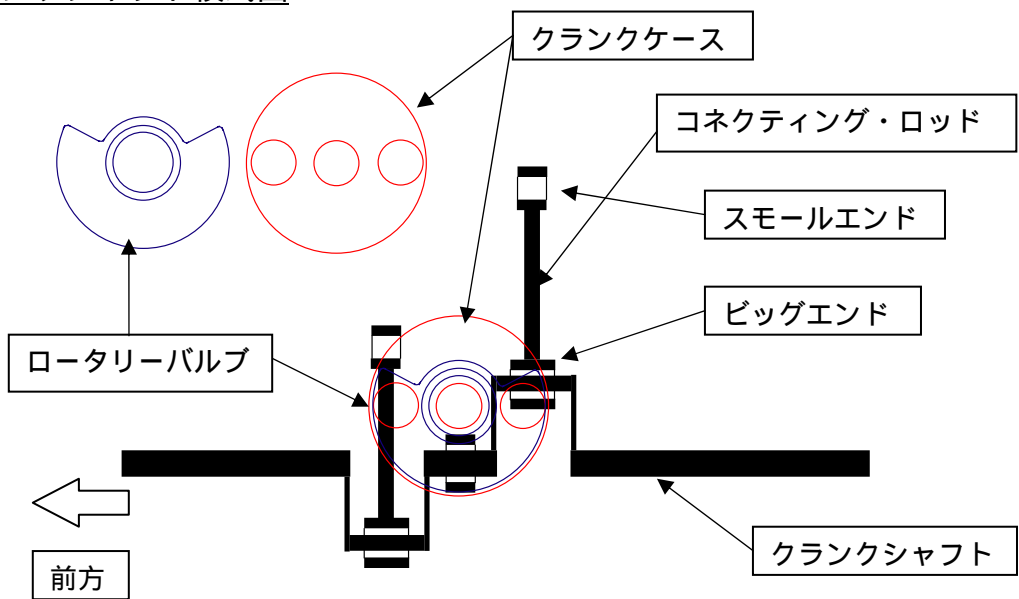 クランクケース
コネクティング・ロッド
スモールエンド
ビッグエンド
ロータリーバルブ
クランクシャフト
前方